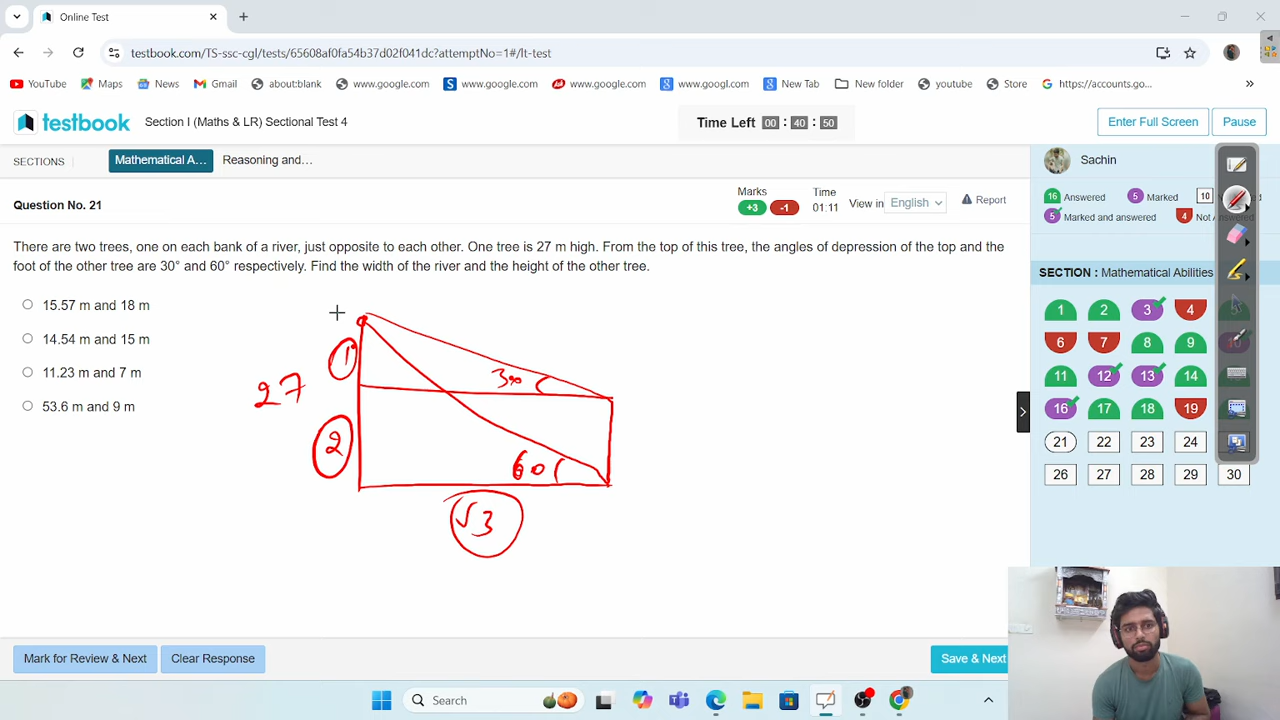 Online Test
testbook.com/TS-ssc-cgl/tests/65608af0fa54b37d02f041dc?attemptNo=1#/lt-test
YouTube Maps News Gmail about:blank www.google.com www.google.com www.google.com www.googl.com New Tab New folder youtube Store https://accounts.go...
testbook Section I (Maths & LR) Sectional Test 4 Time Left 00 : 40 : 50 Enter Full Screen Pause
SECTIONS Mathematical A... Reasoning and... Sachin
Question No. 21 Marks +3 -1 Time 01:11 View in English Report
16 Answered 5 Marked 10
5 Marked and answered 4
There are two trees, one on each bank of a river, just opposite to each other. One tree is 27 m high. From the top of this tree, the angles of depression of the top and the
foot of the other tree are 30° and 60° respectively. Find the width of the river and the height of the other tree.
SECTION : Mathematical Abilities
15.57 m and 18 m
14.54 m and 15 m
11.23 m and 7 m
53.6 m and 9 m
1
27
30
2
60
√3
1 2 3 4 5
6 7 8 9 10
11 12 13 14
16 17 18 19
21 22 23 24
26 27 28 29 30
Mark for Review & Next Clear Response Save & Next
Search